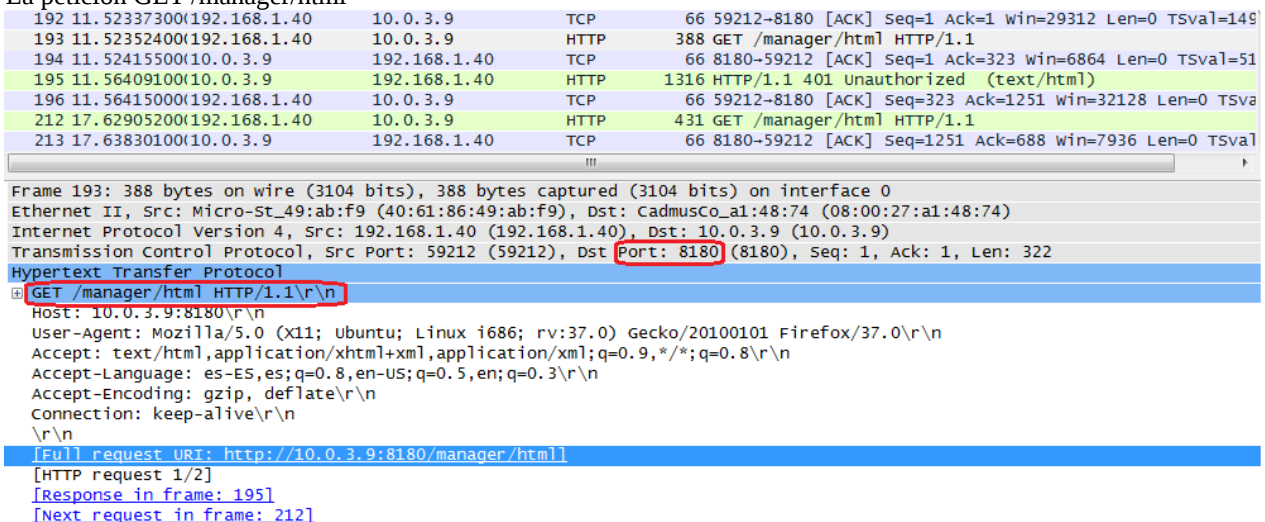 La petición GET /manager/html
192 11.52337300(192.168.1.40 10.0.3.9 TCP 66 59212→8180 [ACK] Seq=1 Ack=1 Win=29312 Len=0 TSval=149
193 11.52352400(192.168.1.40 10.0.3.9 HTTP 388 GET /manager/html HTTP/1.1
194 11.52415500(10.0.3.9 192.168.1.40 TCP 66 8180→59212 [ACK] Seq=1 Ack=323 Win=6864 Len=0 TSval=51
195 11.56409100(10.0.3.9 192.168.1.40 HTTP 1316 HTTP/1.1 401 Unauthorized (text/html)
196 11.56415000(192.168.1.40 10.0.3.9 TCP 66 59212→8180 [ACK] Seq=323 Ack=1251 Win=32128 Len=0 TSva
212 17.62905200(192.168.1.40 10.0.3.9 HTTP 431 GET /manager/html HTTP/1.1
213 17.63830100(10.0.3.9 192.168.1.40 TCP 66 8180→59212 [ACK] Seq=1251 Ack=688 Win=7936 Len=0 TSval
Frame 193: 388 bytes on wire (3104 bits), 388 bytes captured (3104 bits) on interface 0
Ethernet II, Src: Micro-St_49:ab:f9 (40:61:86:49:ab:f9), Dst: CadmusCo_a1:48:74 (08:00:27:a1:48:74)
Internet Protocol Version 4, Src: 192.168.1.40 (192.168.1.40), Dst: 10.0.3.9 (10.0.3.9)
Transmission Control Protocol, Src Port: 59212 (59212), Dst Port: 8180 (8180), Seq: 1, Ack: 1, Len: 322
Hypertext Transfer Protocol
GET /manager/html HTTP/1.1\r\n
Host: 10.0.3.9:8180\r\n
User-Agent: Mozilla/5.0 (X11; Ubuntu; Linux i686; rv:37.0) Gecko/20100101 Firefox/37.0\r\n
Accept: text/html,application/xhtml+xml,application/xml;q=0.9,*/*;q=0.8\r\n
Accept-Language: es-ES,es;q=0.8,en-US;q=0.5,en;q=0.3\r\n
Accept-Encoding: gzip, deflate\r\n
Connection: keep-alive\r\n
\r\n
[Full request URI: http://10.0.3.9:8180/manager/html]
[HTTP request 1/2]
[Response in frame: 195]
[Next request in frame: 212]